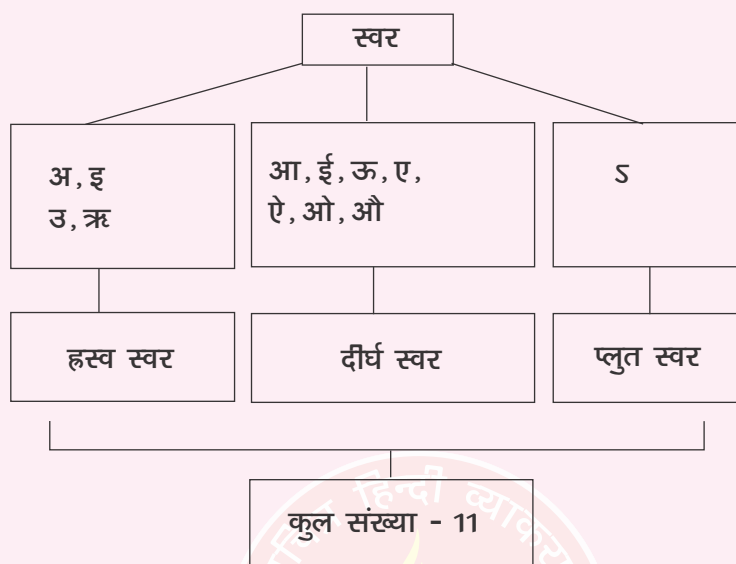 स्वर
अ, इ
उ, ऋ
आ, ई, ऊ, ए,
ऐ, ओ, औ
ऽ
ह्रस्व स्वर
दीर्घ स्वर
प्लुत स्वर
हिन्दी
कुल संख्या - 11